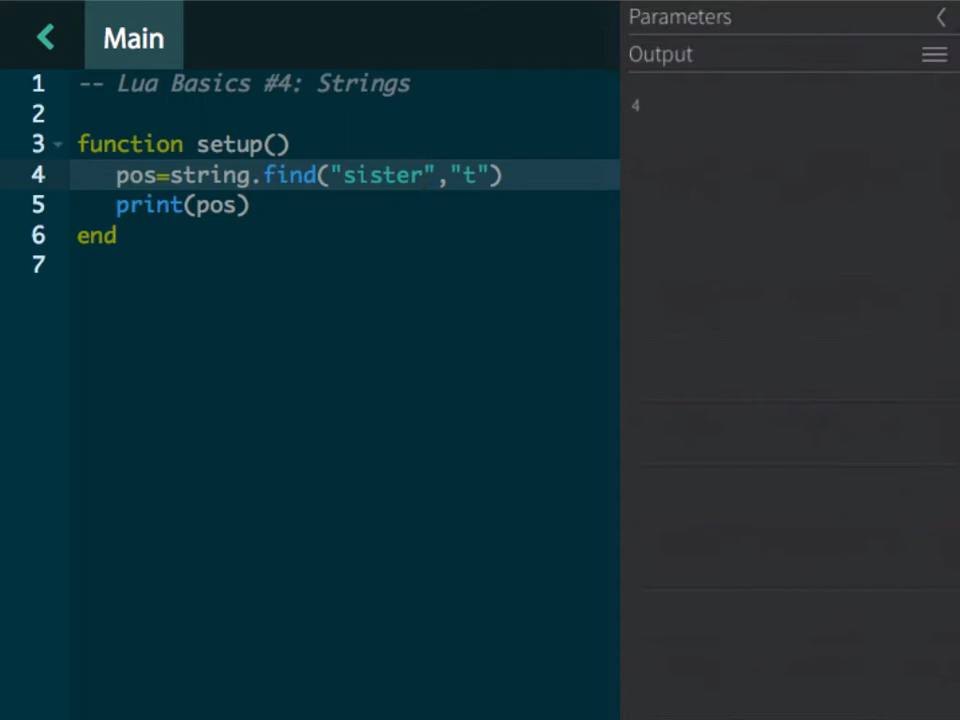 Main
1 -- Lua Basics #4: Strings
2
3 function setup()
4 pos=string.find("sister","t")
5 print(pos)
6 end
7
Parameters
Output
4